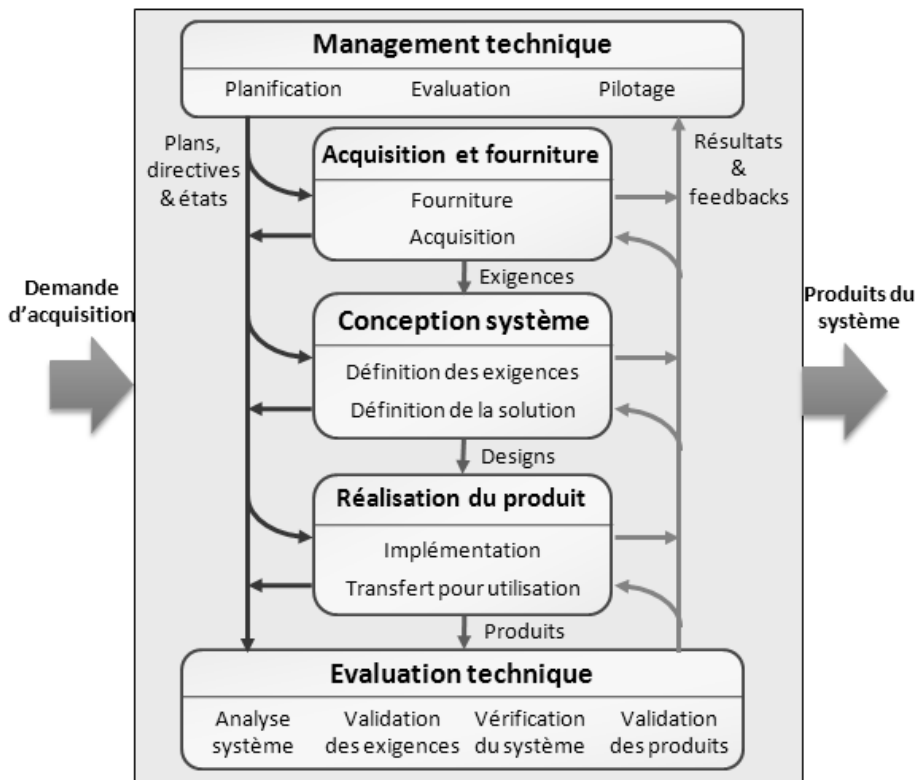 Management technique
Planification Evaluation Pilotage
Plans,
directives
& états
Acquisition et fourniture
Fourniture
Acquisition
Résultats
&
feedbacks
Exigences
Demande
d'acquisition
Conception système
Définition des exigences
Définition de la solution
Produits du
système
Designs
Réalisation du produit
Implémentation
Transfert pour utilisation
Produits
Evaluation technique
Analyse
système
Validation
des exigences
Vérification
du système
Validation
des produits